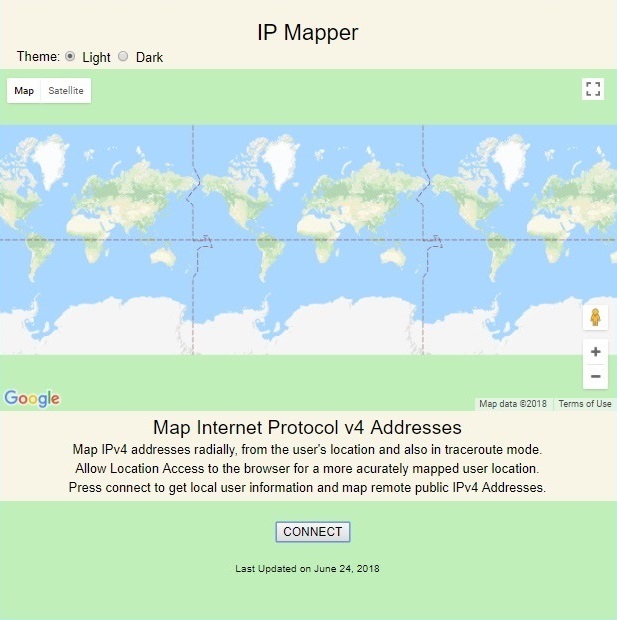 IP Mapper
Theme: Light Dark
Map Satellite
Google
Map data ©2018 Terms of Use
Map Internet Protocol v4 Addresses
Map IPv4 addresses radially, from the user's location and also in traceroute mode.
Allow Location Access to the browser for a more acurately mapped user location.
Press connect to get local user information and map remote public IPv4 Addresses.
CONNECT
Last Updated on June 24, 2018